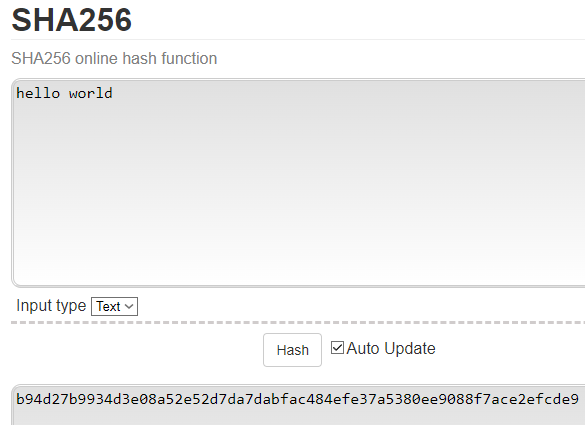 SHA256
SHA256 online hash function
hello world
Input type Text
Hash Auto Update
b94d27b9934d3e08a52e52d7da7dabfac484efe37a5380ee9088f7ace2efcde9